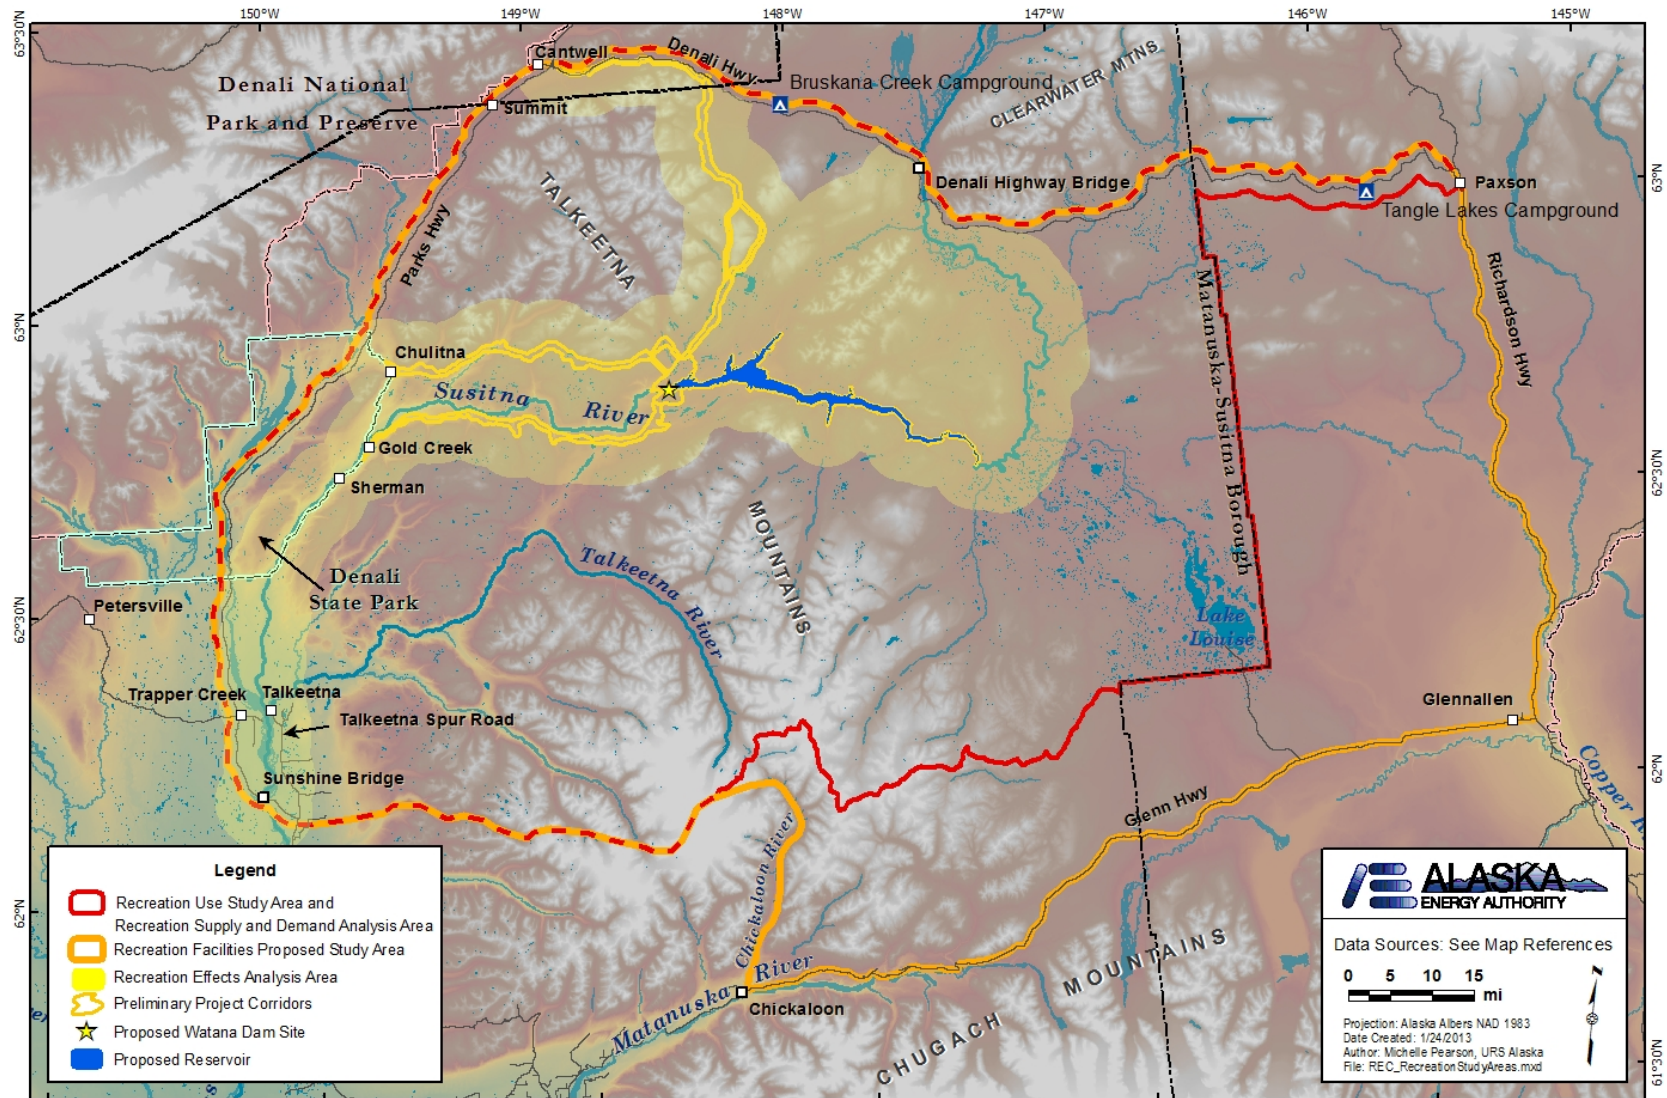 150°W
149°W
148°W
147°W
146°W
145°W
63°30'N
63°N
62°30'N
62°N
63°N
62°30'N
62°N
61°30'N
Cantwell
Denali Hwy
Denali National
Park and Preserve
Summit
Bruskana Creek Campground
CLEARWATER MTNS
TALKEETNA
Parks Hwy
Denali Highway Bridge
Paxson
Tangle Lakes Campground
Richardson Hwy
Matanuska-Susitna Borough
Chulitna
Susitna
River
Gold Creek
Sherman
MOUNTAINS
Talkeetna River
Denali
State Park
Petersville
Lake
Louise
Trapper Creek
Talkeetna
Talkeetna Spur Road
Glennallen
Sunshine Bridge
Copper
Glenn Hwy
Chickaloon River
Matanuska
River
Chickaloon
MOUNTAINS
CHUGACH
Legend
Recreation Use Study Area and
Recreation Supply and Demand Analysis Area
Recreation Facilities Proposed Study Area
Recreation Effects Analysis Area
Preliminary Project Corridors
Proposed Watana Dam Site
Proposed Reservoir
ALASKA
ENERGY AUTHORITY
Data Sources: See Map References
0 5 10 15
mi
N
Projection: Alaska Albers NAD 1983
Date Created: 1/24/2013
Author: Michelle Pearson, URS Alaska
File: REC_RecreationStudyAreas.mxd